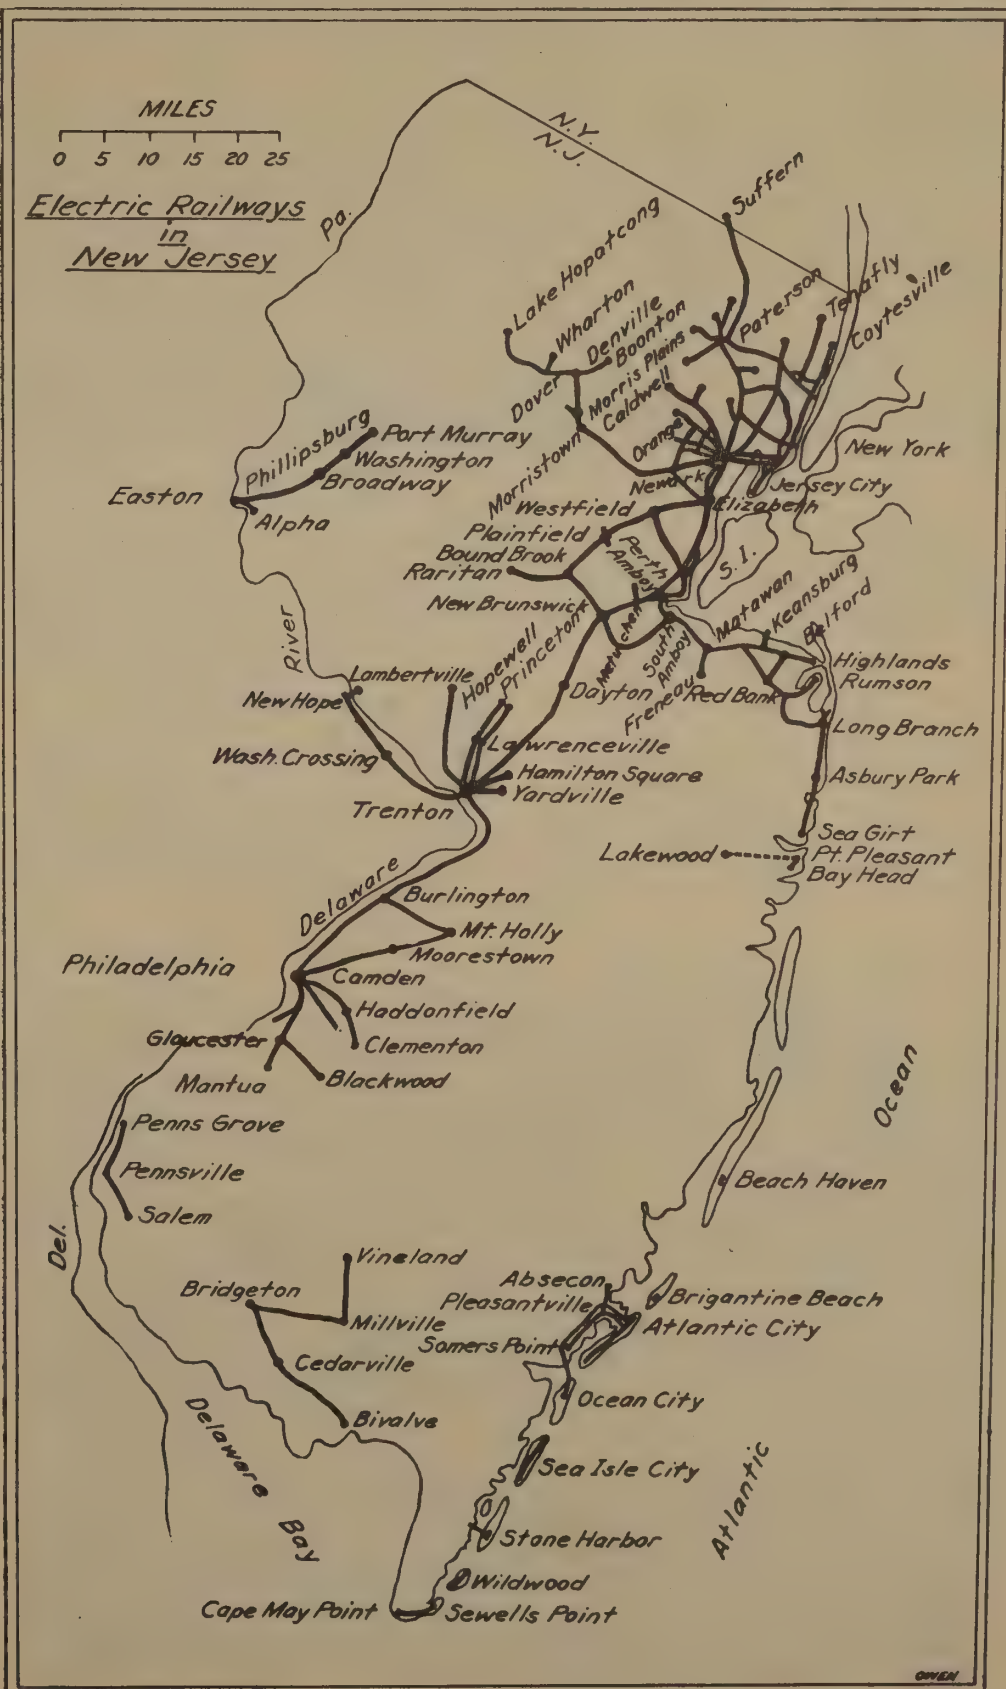 MILES
0 5 10 15 20 25
Electric Railways
in
New Jersey
N.Y.
N.J.
Pa.
Suffern
Lake Hopatcong
Wharton
Denville
Boonton
Paterson
Tenafly
Coytesville
Dover
Morris Plains
Caldwell
Orange
Morristown
Newark
New York
Jersey City
Elizabeth
Phillipsburg
Port Murray
Washington
Broadway
Easton
Alpha
Westfield
Plainfield
Bound Brook
Raritan
Perth
Amboy
S.I.
New Brunswick
Metuchen
South
Amboy
Matawan
Keansburg
Belford
Freneau
Red Bank
Highlands
Rumson
Long Branch
Asbury Park
Sea Girt
Pt. Pleasant
Bay Head
Lakewood
River
Lambertville
New Hope
Hopewell
Princeton
Dayton
Lawrenceville
Wash. Crossing
Hamilton Square
Yardville
Trenton
Delaware
Burlington
Mt. Holly
Moorestown
Philadelphia
Camden
Haddonfield
Gloucester
Clementon
Mantua
Blackwood
Penns Grove
Pennsville
Salem
Del.
Ocean
Beach Haven
Vineland
Bridgeton
Millville
Cedarville
Bivalve
Absecon
Pleasantville
Brigantine Beach
Atlantic City
Somers Point
Ocean City
Sea Isle City
Delaware Bay
Atlantic
Stone Harbor
Wildwood
Cape May Point
Sewells Point
OWEN